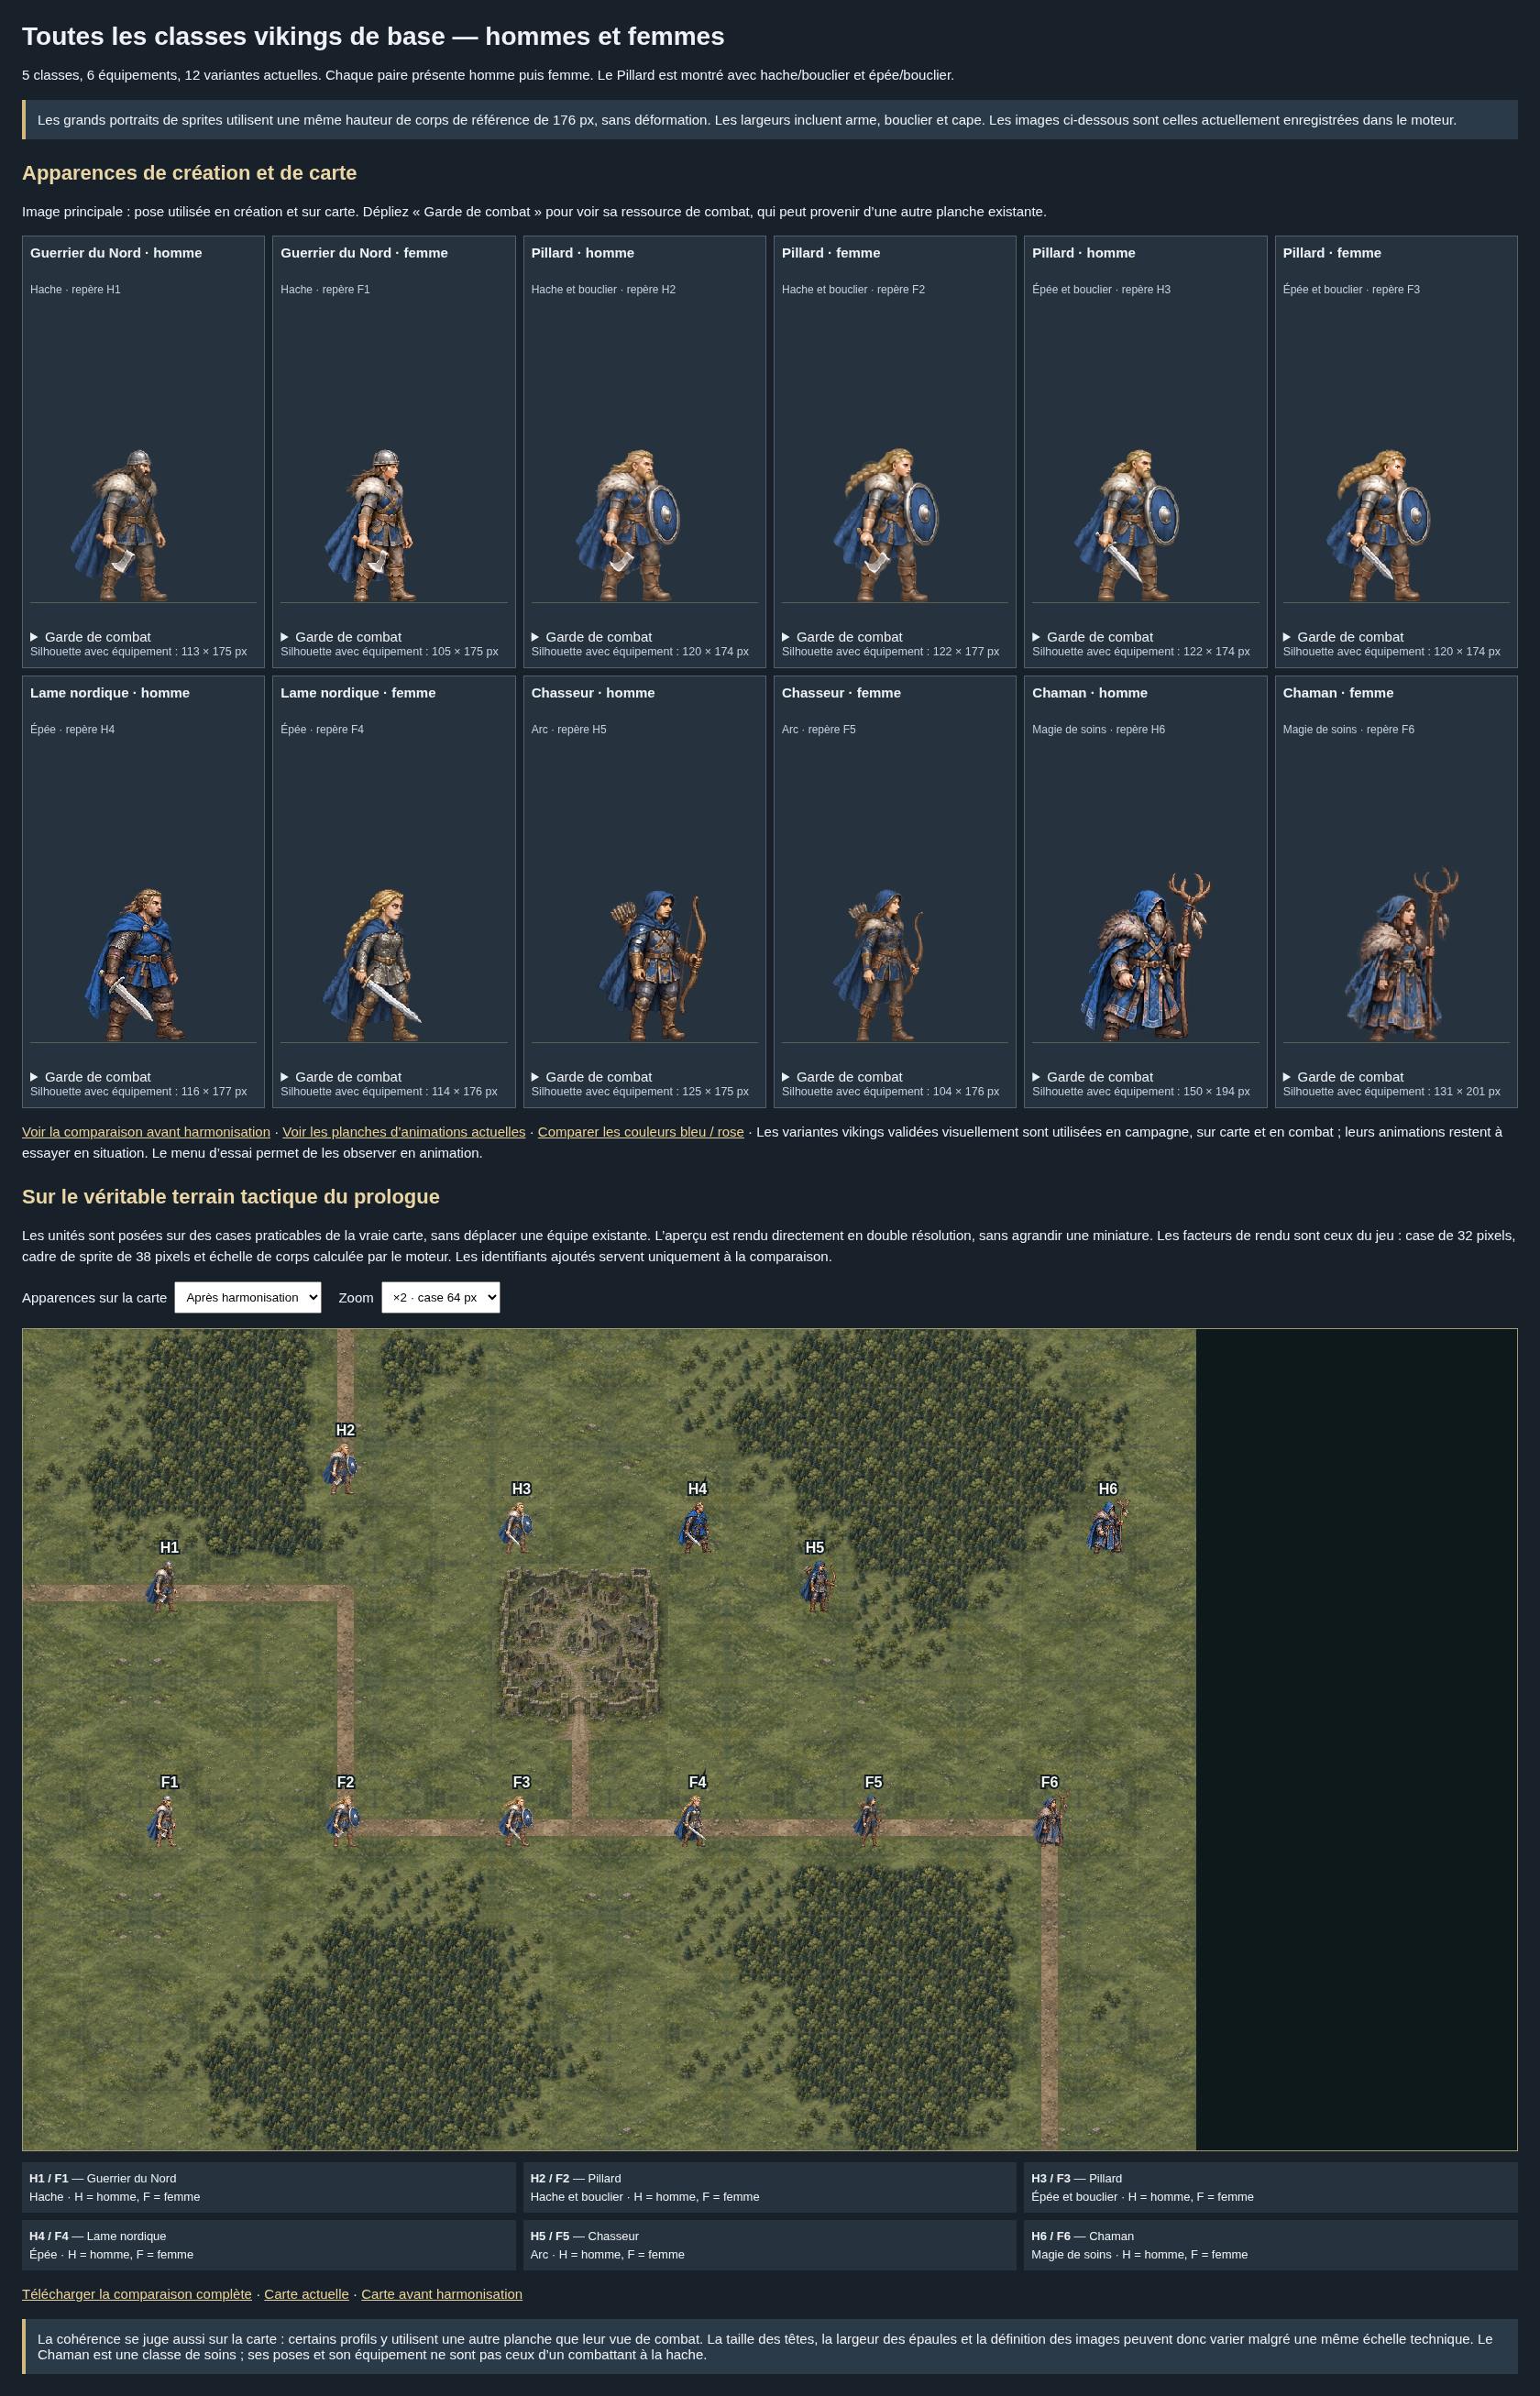 Toutes les classes vikings de base — hommes et femmes
5 classes, 6 équipements, 12 variantes actuelles. Chaque paire présente homme puis femme. Le Pillard est montré avec hache/bouclier et épée/bouclier.
Les grands portraits de sprites utilisent une même hauteur de corps de référence de 176 px, sans déformation. Les largeurs incluent arme, bouclier et cape. Les images ci-dessous sont celles actuellement enregistrées dans le moteur.
Apparences de création et de carte
Image principale : pose utilisée en création et sur carte. Dépliez « Garde de combat » pour voir sa ressource de combat, qui peut provenir d’une autre planche existante.
Guerrier du Nord · homme
Hache · repère H1
Garde de combat
Silhouette avec équipement : 113 × 175 px
Guerrier du Nord · femme
Hache · repère F1
Garde de combat
Silhouette avec équipement : 105 × 175 px
Pillard · homme
Hache et bouclier · repère H2
Garde de combat
Silhouette avec équipement : 120 × 174 px
Pillard · femme
Hache et bouclier · repère F2
Garde de combat
Silhouette avec équipement : 122 × 177 px
Pillard · homme
Épée et bouclier · repère H3
Garde de combat
Silhouette avec équipement : 122 × 174 px
Pillard · femme
Épée et bouclier · repère F3
Garde de combat
Silhouette avec équipement : 120 × 174 px
Lame nordique · homme
Épée · repère H4
Garde de combat
Silhouette avec équipement : 116 × 177 px
Lame nordique · femme
Épée · repère F4
Garde de combat
Silhouette avec équipement : 114 × 176 px
Chasseur · homme
Arc · repère H5
Garde de combat
Silhouette avec équipement : 125 × 175 px
Chasseur · femme
Arc · repère F5
Garde de combat
Silhouette avec équipement : 104 × 176 px
Chaman · homme
Magie de soins · repère H6
Garde de combat
Silhouette avec équipement : 150 × 194 px
Chaman · femme
Magie de soins · repère F6
Garde de combat
Silhouette avec équipement : 131 × 201 px
Voir la comparaison avant harmonisation · Voir les planches d’animations actuelles · Comparer les couleurs bleu / rose · Les variantes vikings validées visuellement sont utilisées en campagne, sur carte et en combat ; leurs animations restent à
essayer en situation. Le menu d’essai permet de les observer en animation.
Sur le véritable terrain tactique du prologue
Les unités sont posées sur des cases praticables de la vraie carte, sans déplacer une équipe existante. L’aperçu est rendu directement en double résolution, sans agrandir une miniature. Les facteurs de rendu sont ceux du jeu : case de 32 pixels,
cadre de sprite de 38 pixels et échelle de corps calculée par le moteur. Les identifiants ajoutés servent uniquement à la comparaison.
Apparences sur la carte Après harmonisation Zoom ×2 · case 64 px
H2
H3
H4
H6
H1
H5
F1
F2
F3
F4
F5
F6
H1 / F1 — Guerrier du Nord
Hache · H = homme, F = femme
H2 / F2 — Pillard
Hache et bouclier · H = homme, F = femme
H3 / F3 — Pillard
Épée et bouclier · H = homme, F = femme
H4 / F4 — Lame nordique
Épée · H = homme, F = femme
H5 / F5 — Chasseur
Arc · H = homme, F = femme
H6 / F6 — Chaman
Magie de soins · H = homme, F = femme
Télécharger la comparaison complète · Carte actuelle · Carte avant harmonisation
La cohérence se juge aussi sur la carte : certains profils y utilisent une autre planche que leur vue de combat. La taille des têtes, la largeur des épaules et la définition des images peuvent donc varier malgré une même échelle technique. Le
Chaman est une classe de soins ; ses poses et son équipement ne sont pas ceux d’un combattant à la hache.